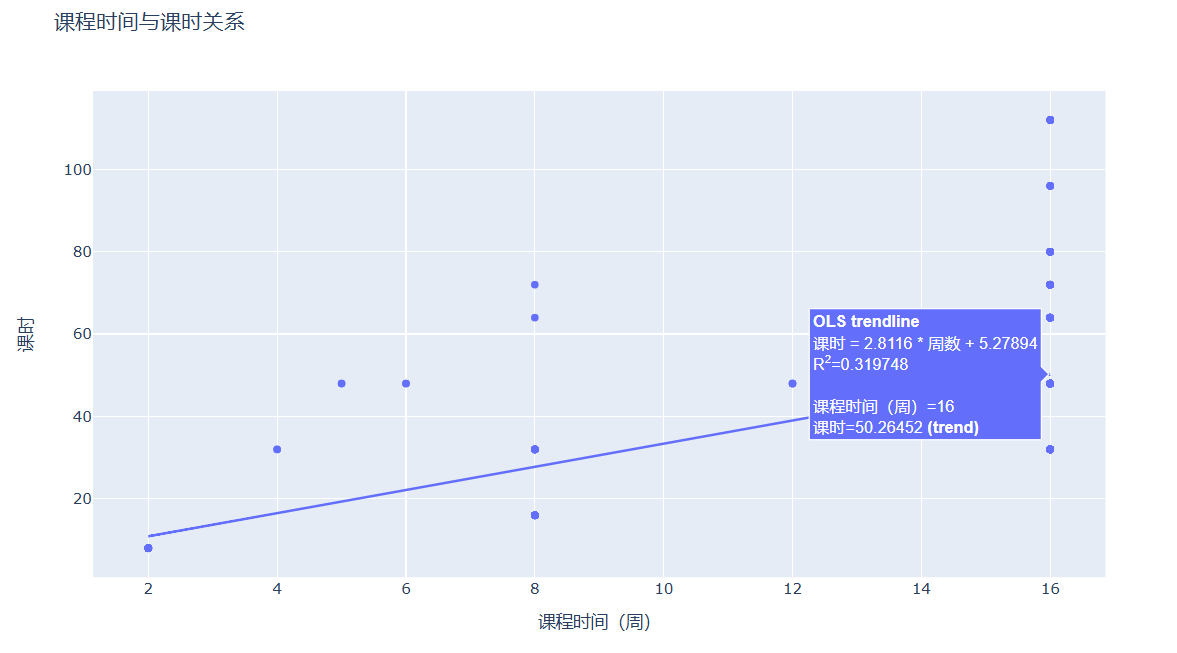 课程时间与课时关系
100
80
60
40
20
课时
OLS trendline
课时 = 2.8116 * 周数 + 5.27894
R²=0.319748
课程时间（周）=16
课时=50.26452 (trend)
2 4 6 8 10 12 14 16
课程时间（周）